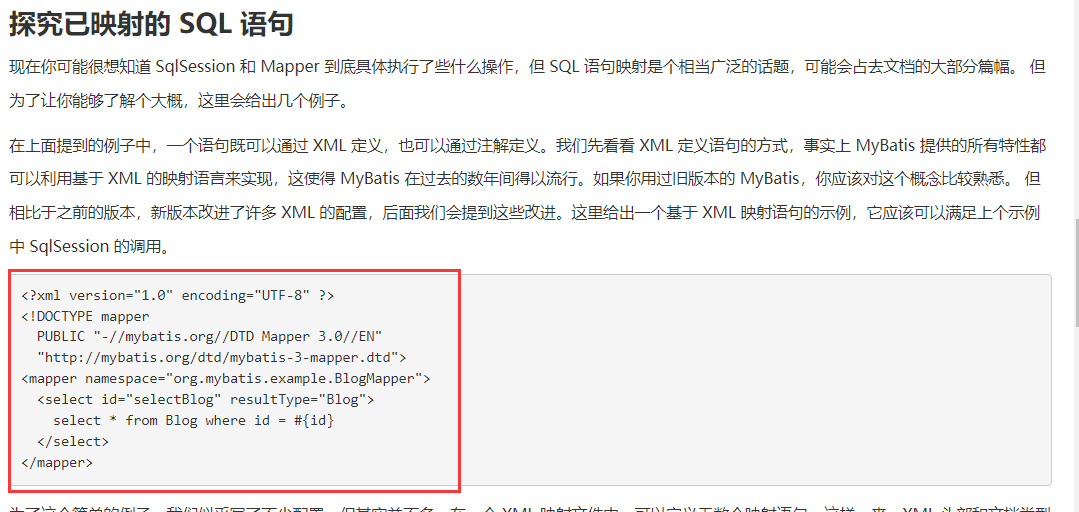 探究已映射的 SQL 语句
现在你可能很想知道 SqlSession 和 Mapper 到底具体执行了些什么操作，但 SQL 语句映射是个相当广泛的话题，可能会占去文档的大部分篇幅。 但
为了让你能够了解个大概，这里会给出几个例子。
在上面提到的例子中，一个语句既可以通过 XML 定义，也可以通过注解定义。我们先看看 XML 定义语句的方式，事实上 MyBatis 提供的所有特性都
可以利用基于 XML 的映射语言来实现，这使得 MyBatis 在过去的数年间得以流行。如果你用过旧版本的 MyBatis，你应该对这个概念比较熟悉。 但
相比于之前的版本，新版本改进了许多 XML 的配置，后面我们会提到这些改进。这里给出一个基于 XML 映射语句的示例，它应该可以满足上个示例
中 SqlSession 的调用。
<?xml version="1.0" encoding="UTF-8" ?>
<!DOCTYPE mapper
  PUBLIC "-//mybatis.org//DTD Mapper 3.0//EN"
  "http://mybatis.org/dtd/mybatis-3-mapper.dtd">
<mapper namespace="org.mybatis.example.BlogMapper">
  <select id="selectBlog" resultType="Blog">
    select * from Blog where id = #{id}
  </select>
</mapper>